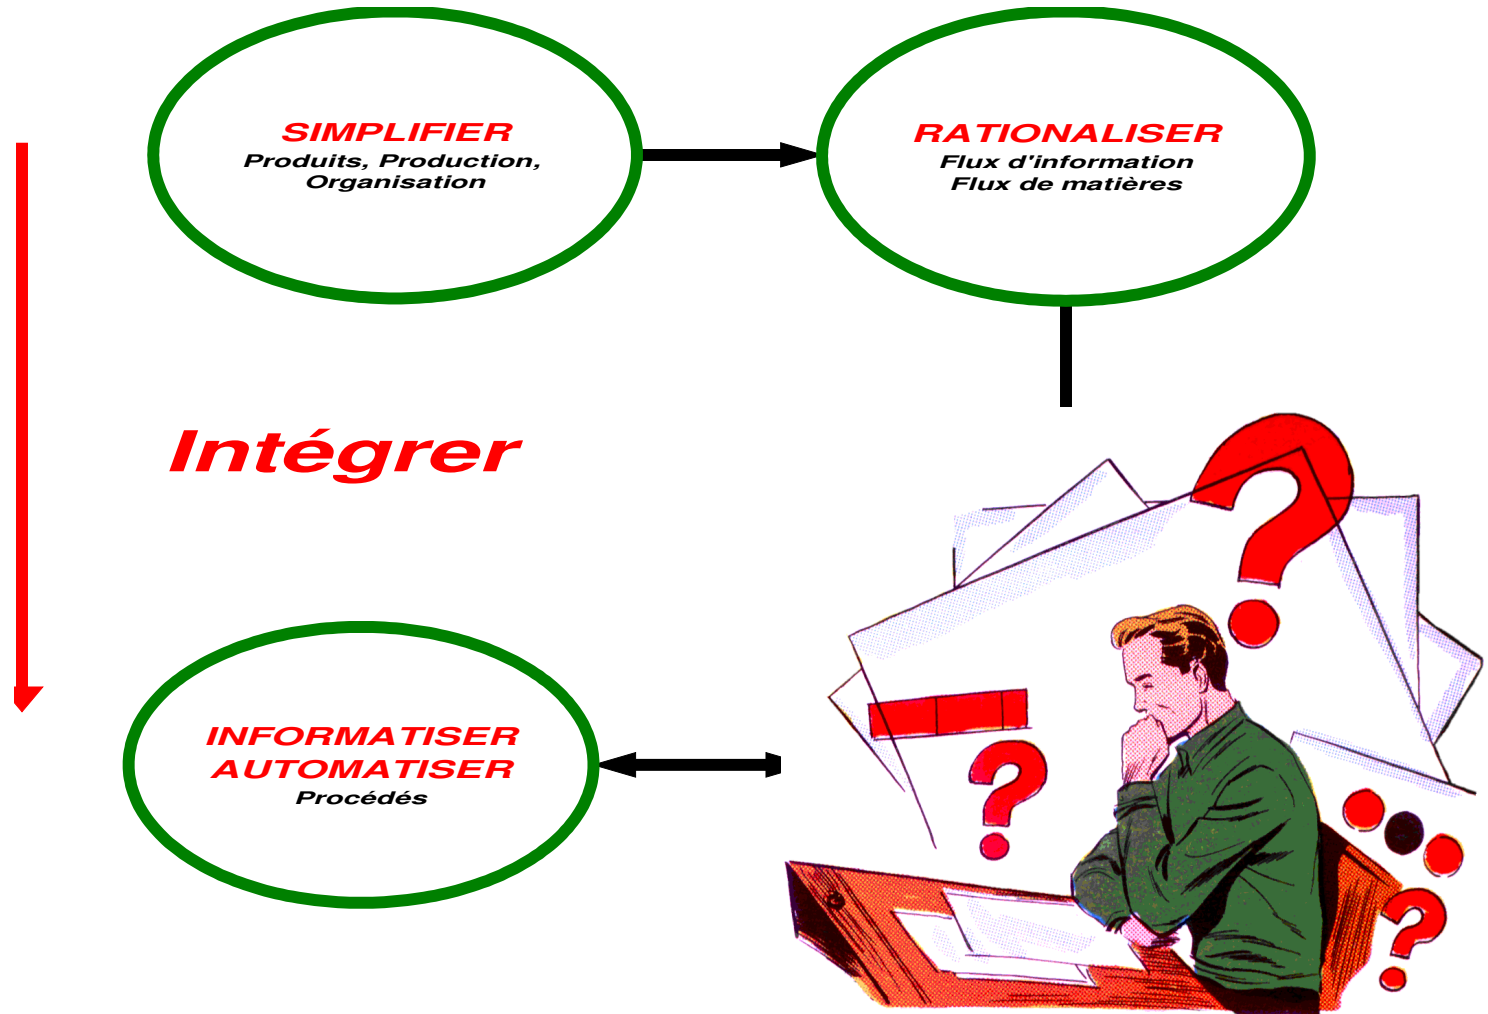 SIMPLIFIER
Produits, Production,
Organisation
RATIONALISER
Flux d'information
Flux de matières
Intégrer
INFORMATISER
AUTOMATISER
Procédés
?
?
?